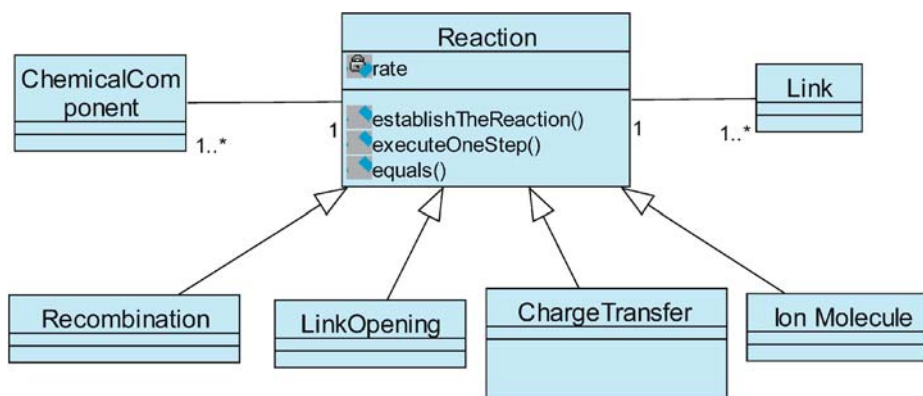 Reaction
rate
establishTheReaction()
executeOneStep()
equals()
ChemicalCom
ponent
1..*
1
Link
1
1..*
Recombination
LinkOpening
ChargeTransfer
Ion Molecule